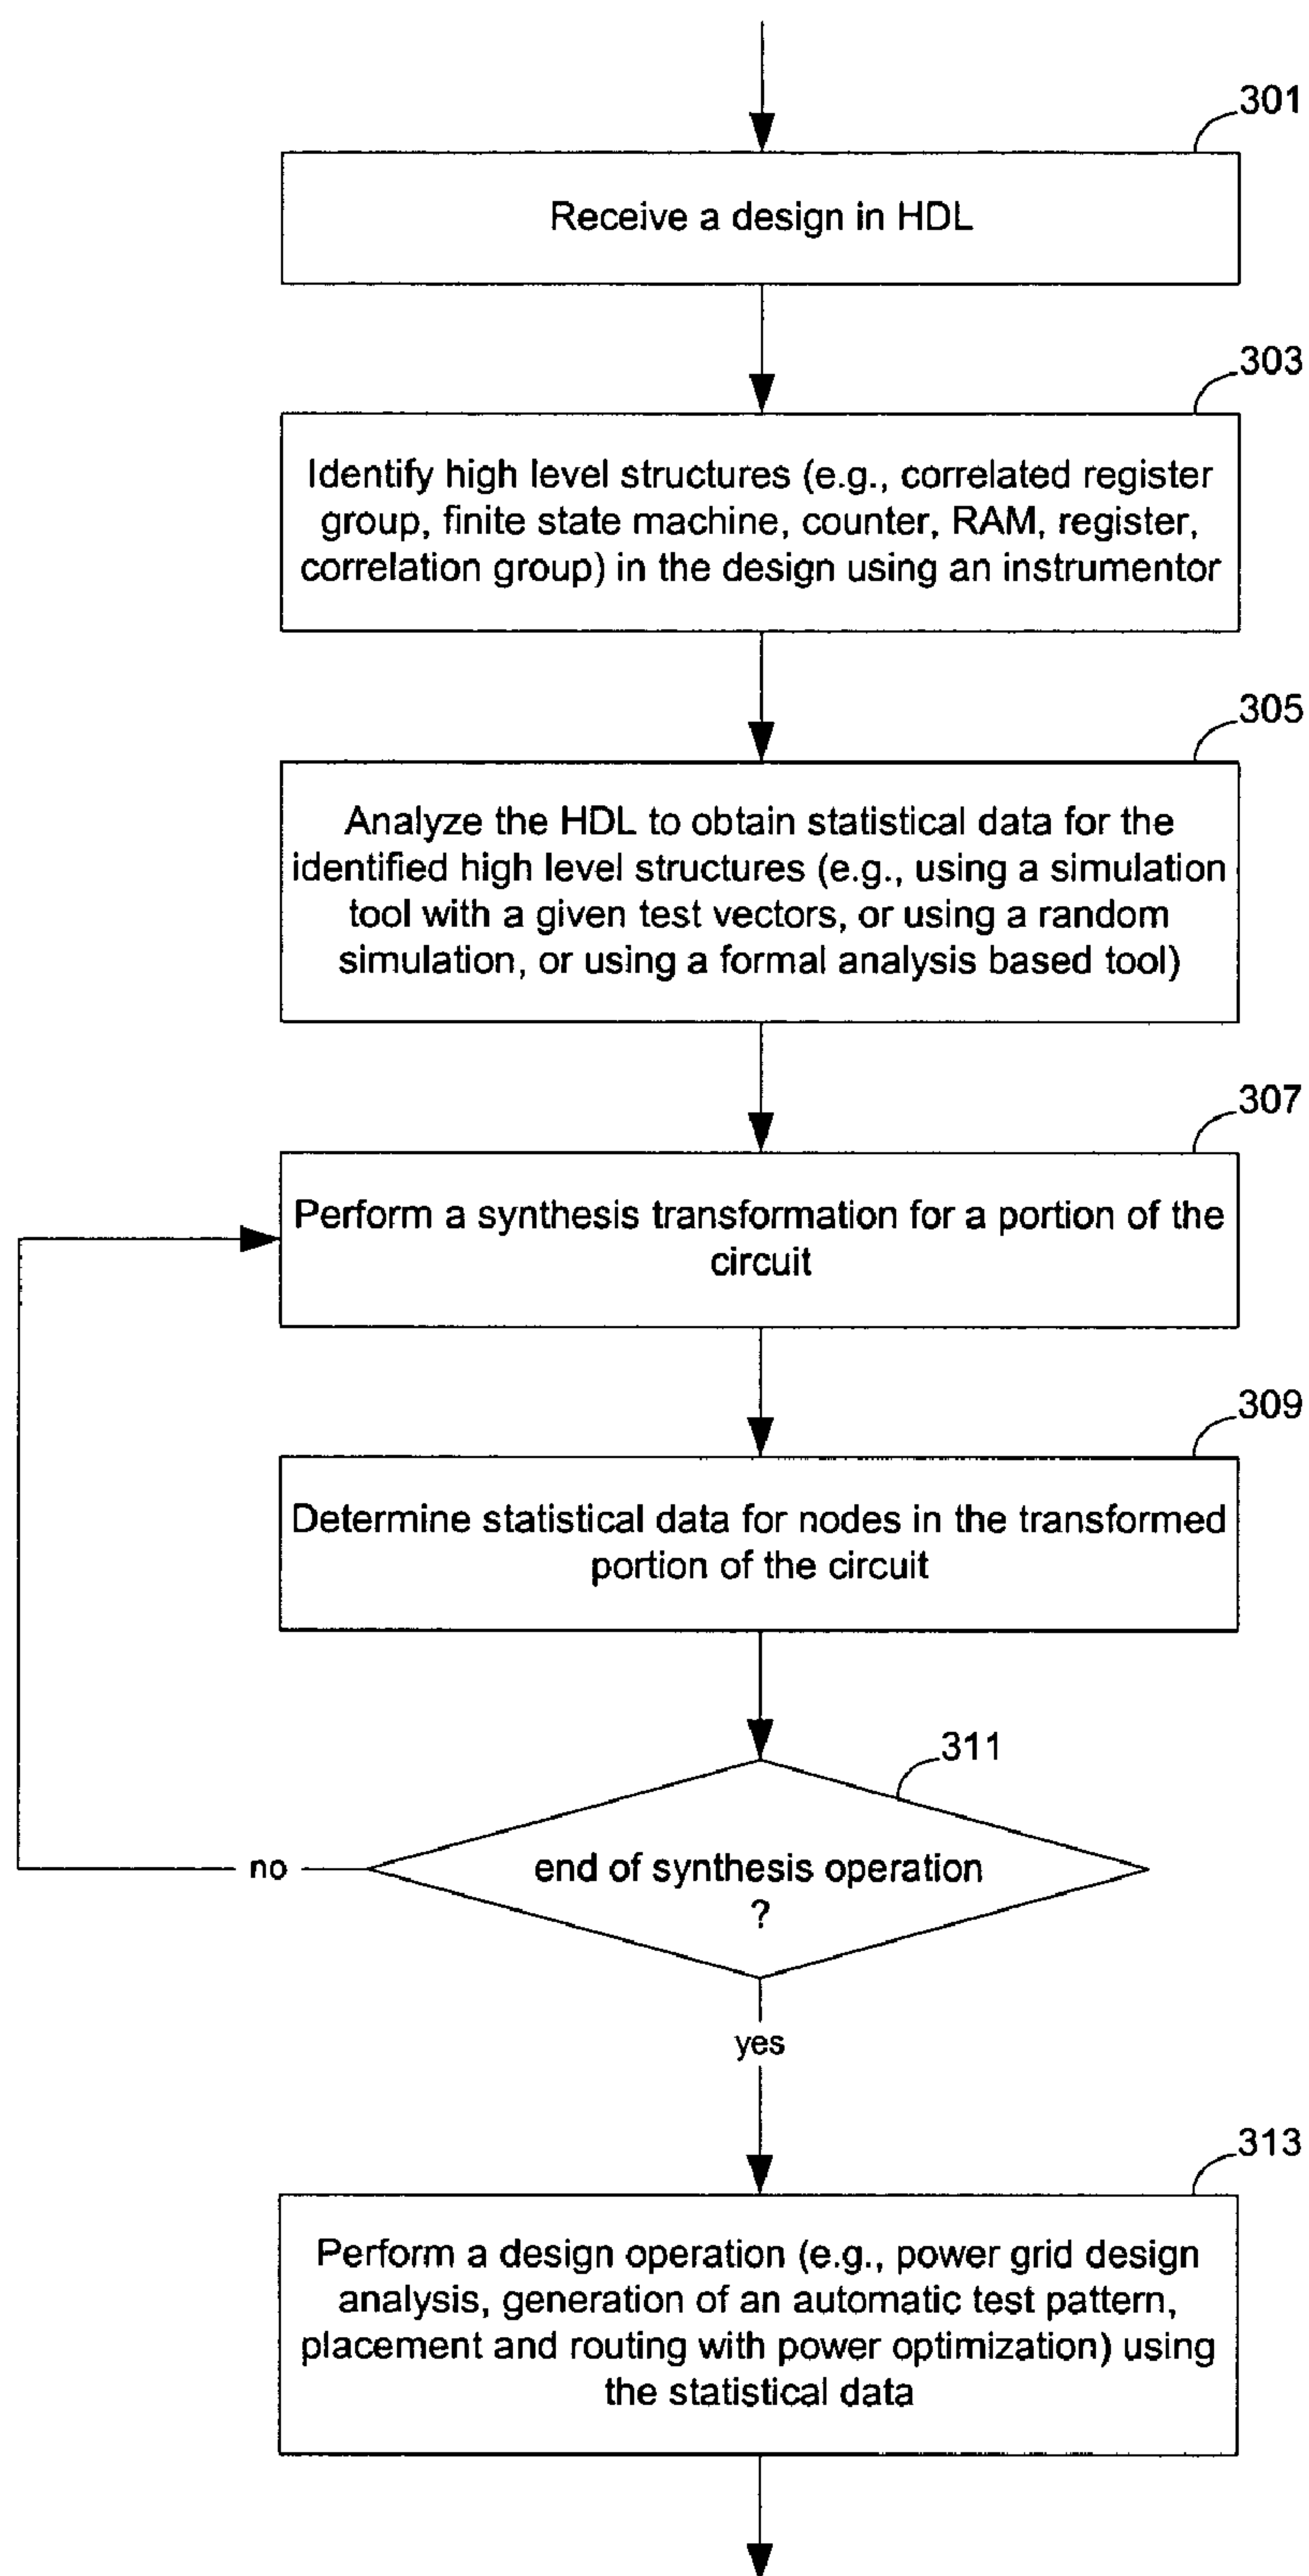 301
Receive a design in HDL
303
Identify high level structures (e.g., correlated register
group, finite state machine, counter, RAM, register,
correlation group) in the design using an instrumentor
305
Analyze the HDL to obtain statistical data for the
identified high level structures (e.g., using a simulation
tool with a given test vectors, or using a random
simulation, or using a formal analysis based tool)
307
Perform a synthesis transformation for a portion of the
circuit
309
Determine statistical data for nodes in the transformed
portion of the circuit
311
end of synthesis operation
?
no
yes
313
Perform a design operation (e.g., power grid design
analysis, generation of an automatic test pattern,
placement and routing with power optimization) using
the statistical data